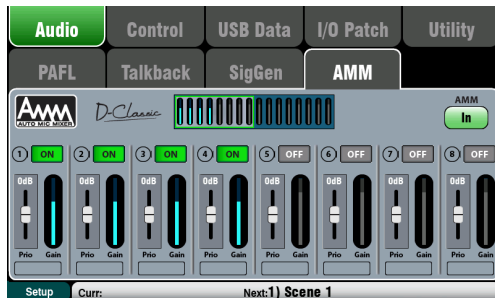 Audio Control USB Data I/O Patch Utility
PAFL Talkback SigGen AMM
AMM D-Classic AMM
AUTO MIC MIXER In
1 ON 2 ON 3 ON 4 ON 5 OFF 6 OFF 7 OFF 8 OFF
0dB 0dB 0dB 0dB 0dB 0dB 0dB 0dB
Prio Gain Prio Gain Prio Gain Prio Gain Prio Gain Prio Gain Prio Gain Prio Gain
Setup Curr: Next:1) Scene 1